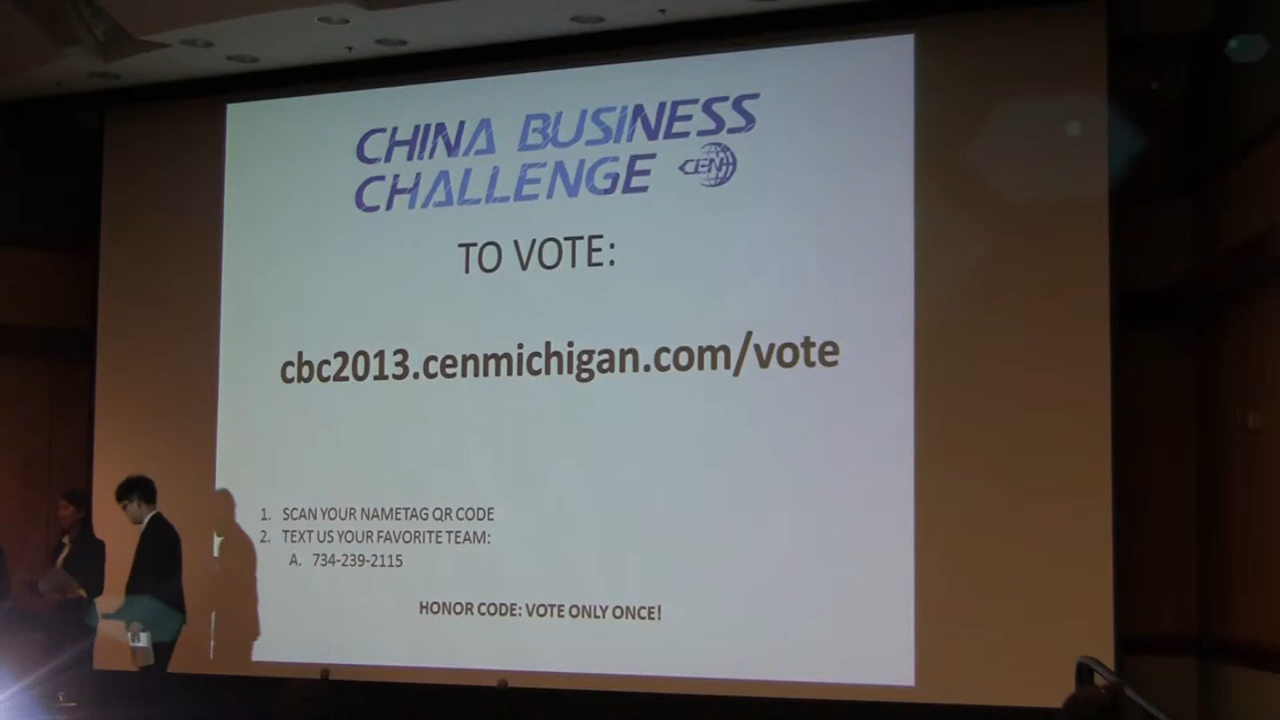 CHINA BUSINESS
CHALLENGE CEN
TO VOTE:
cbc2013.cenmichigan.com/vote
1. SCAN YOUR NAMETAG QR CODE
2. TEXT US YOUR FAVORITE TEAM:
A. 734-239-2115
HONOR CODE: VOTE ONLY ONCE!